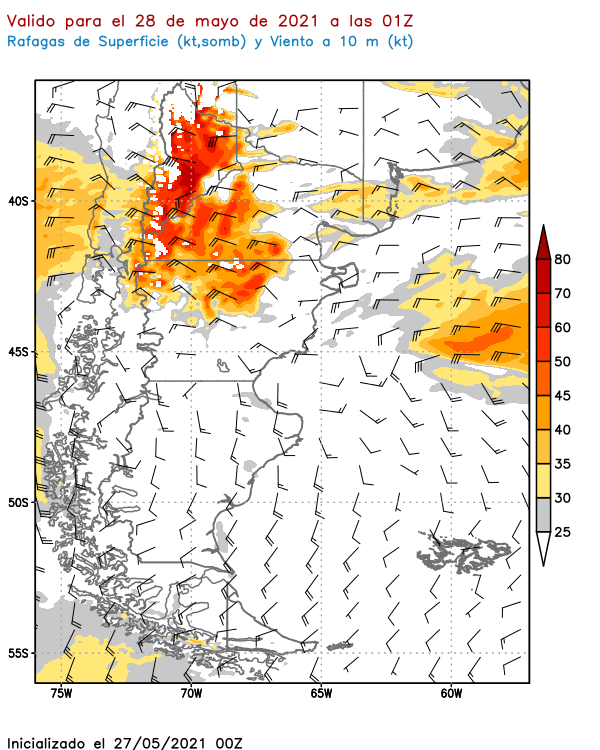 Valido para el 28 de mayo de 2021 a las 01Z
Rafagas de Superficie (kt,somb) y Viento a 10 m (kt)
40S
45S
50S
55S
75W 70W 65W 60W
80
70
60
50
45
40
35
30
25
Inicializado el 27/05/2021 00Z